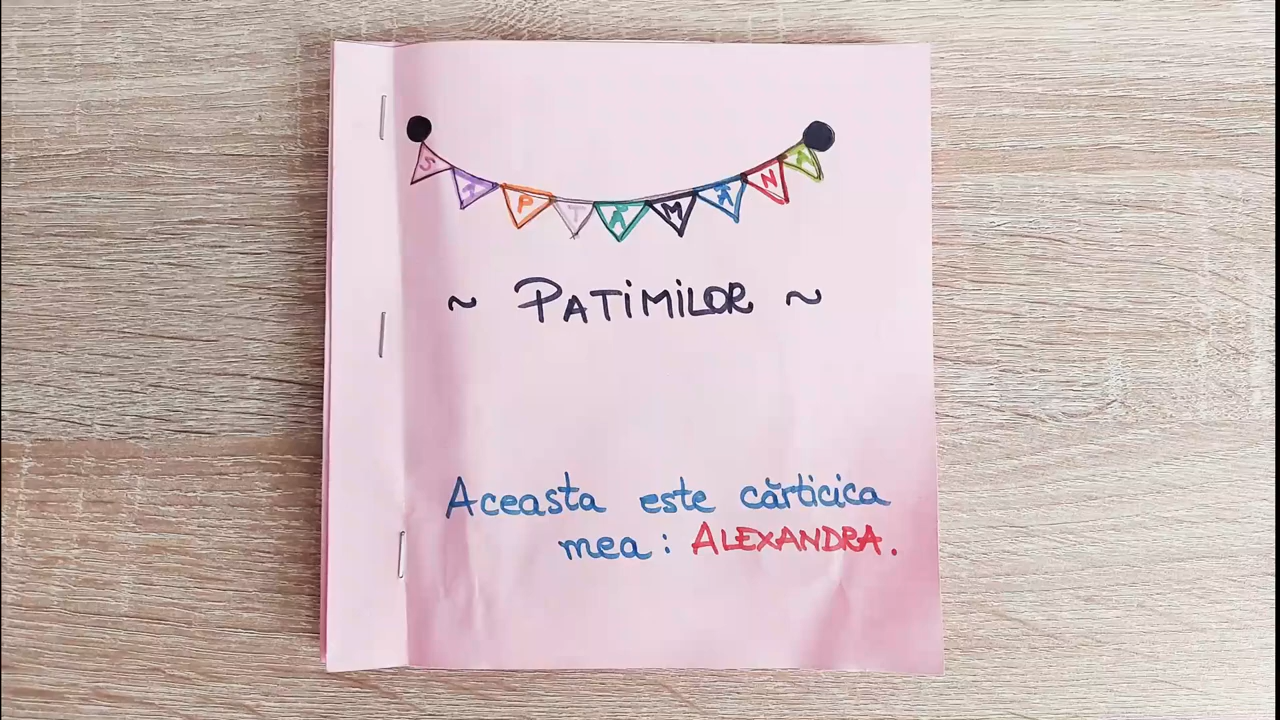 SĂPTĂMÂNA
~ PATIMILOR ~
Aceasta este cărticica
mea: ALEXANDRA.